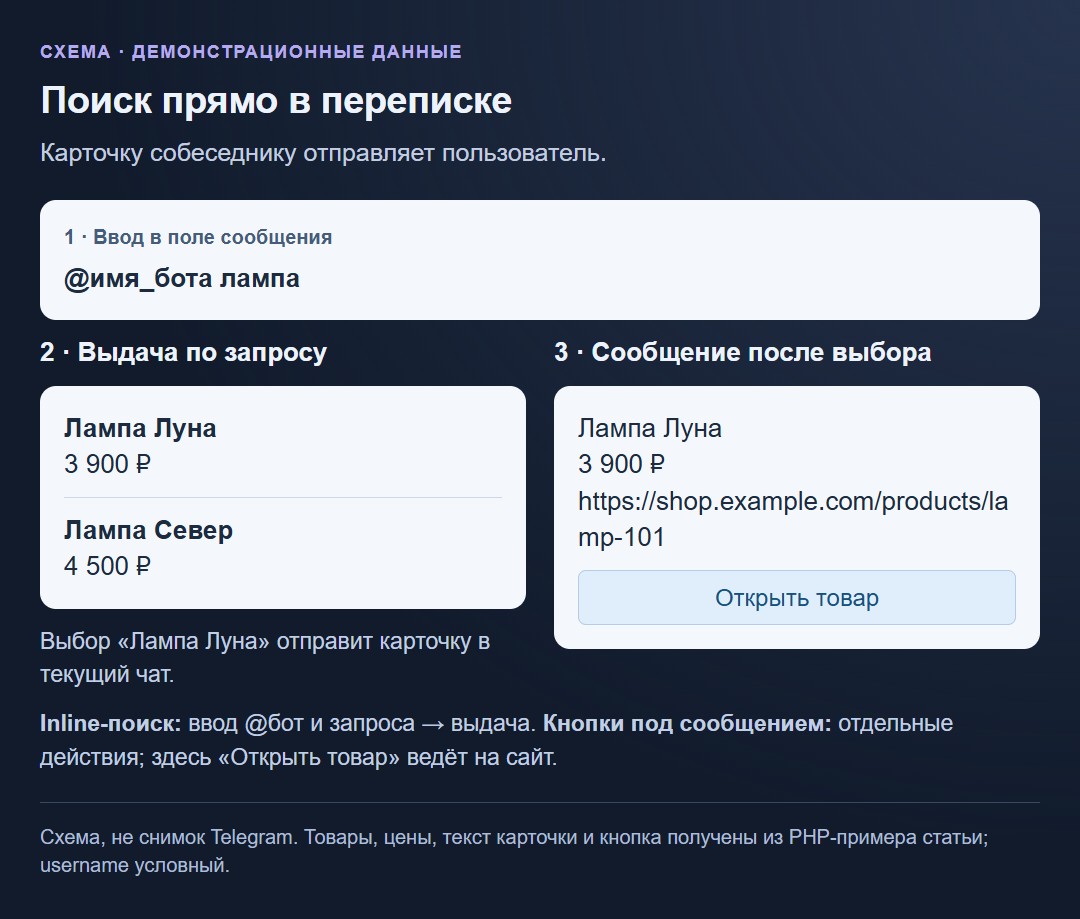 СХЕМА · ДЕМОНСТРАЦИОННЫЕ ДАННЫЕ
Поиск прямо в переписке
Карточку собеседнику отправляет пользователь.
1 · Ввод в поле сообщения
@имя_бота лампа
2 · Выдача по запросу
Лампа Луна
3 900 ₽
Лампа Север
4 500 ₽
Выбор «Лампа Луна» отправит карточку в
текущий чат.
3 · Сообщение после выбора
Лампа Луна
3 900 ₽
https://shop.example.com/products/la
mp-101
Открыть товар
Inline-поиск: ввод @бот и запроса → выдача. Кнопки под сообщением: отдельные
действия; здесь «Открыть товар» ведёт на сайт.
Схема, не снимок Telegram. Товары, цены, текст карточки и кнопка получены из PHP-примера статьи;
username условный.